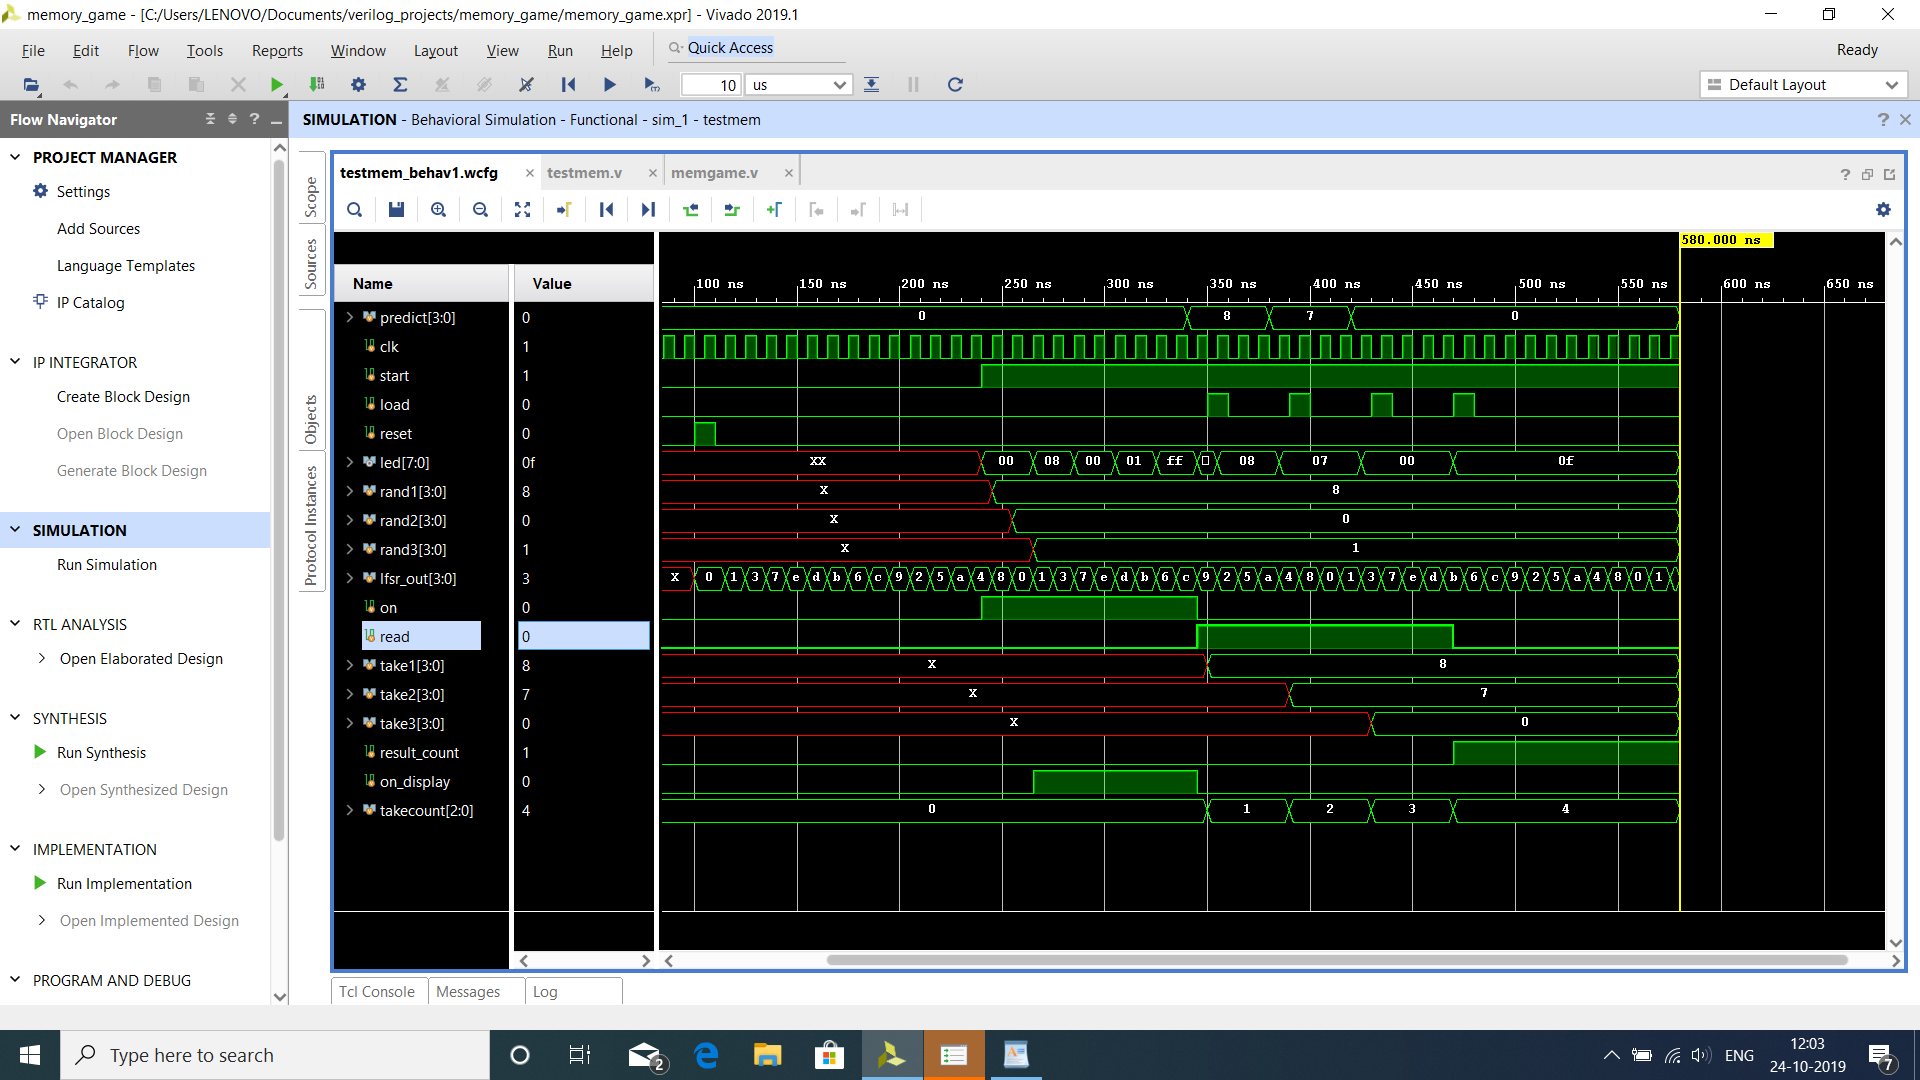 memory_game - [C:/Users/LENOVO/Documents/verilog_projects/memory_game/memory_game.xpr] - Vivado 2019.1
File Edit Flow Tools Reports Window Layout View Run Help Quick Access Ready
10 us Default Layout
Flow Navigator
SIMULATION - Behavioral Simulation - Functional - sim_1 - testmem
PROJECT MANAGER
Settings
Add Sources
Language Templates
IP Catalog
IP INTEGRATOR
Create Block Design
Open Block Design
Generate Block Design
SIMULATION
Run Simulation
RTL ANALYSIS
Open Elaborated Design
SYNTHESIS
Run Synthesis
Open Synthesized Design
IMPLEMENTATION
Run Implementation
Open Implemented Design
PROGRAM AND DEBUG
Scope
Sources
Objects
Protocol Instances
testmem_behav1.wcfg testmem.v memgame.v
580.000 ns
Name Value
100 ns 150 ns 200 ns 250 ns 300 ns 350 ns 400 ns 450 ns 500 ns 550 ns 600 ns 650 ns
predict[3:0] 0 0 8 7 0
clk 1
start 1
load 0
reset 0
led[7:0] 0f XX 00 08 00 01 ff 08 07 00 0f
rand1[3:0] 8 X 8
rand2[3:0] 0 X 0
rand3[3:0] 1 X 1
lfsr_out[3:0] 3 X 0 1 3 7 e d b 6 c 9 2 5 a 4 8 0 1 3 7 e d b 6 c 9 2 5 a 4 8 0 1 3 7 e d b 6 c 9 2 5 a 4 8 0 1
on 0
read 0
take1[3:0] 8 X 8
take2[3:0] 7 X 7
take3[3:0] 0 X 0
result_count 1
on_display 0
takecount[2:0] 4 0 1 2 3 4
Tcl Console Messages Log
Type here to search
2
ENG
12:03
24-10-2019
7